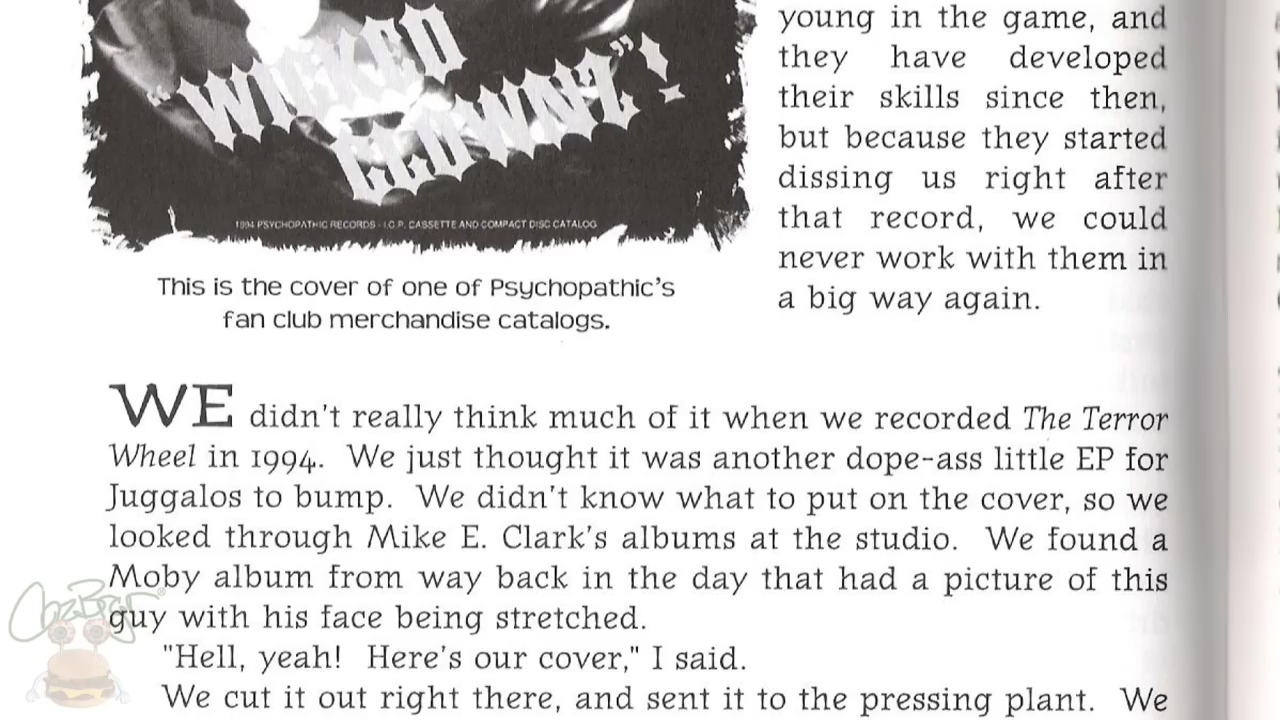 "WICKED
CLOWNZ"!
1994 PSYCHOPATHIC RECORDS - I.C.P. CASSETTE AND COMPACT DISC CATALOG
This is the cover of one of Psychopathic's
fan club merchandise catalogs.
young in the game, and
they have developed
their skills since then,
but because they started
dissing us right after
that record, we could
never work with them in
a big way again.
WE didn't really think much of it when we recorded The Terror
Wheel in 1994. We just thought it was another dope-ass little EP for
Juggalos to bump. We didn't know what to put on the cover, so we
looked through Mike E. Clark's albums at the studio. We found a
Moby album from way back in the day that had a picture of this
guy with his face being stretched.
"Hell, yeah! Here's our cover," I said.
We cut it out right there, and sent it to the pressing plant. We